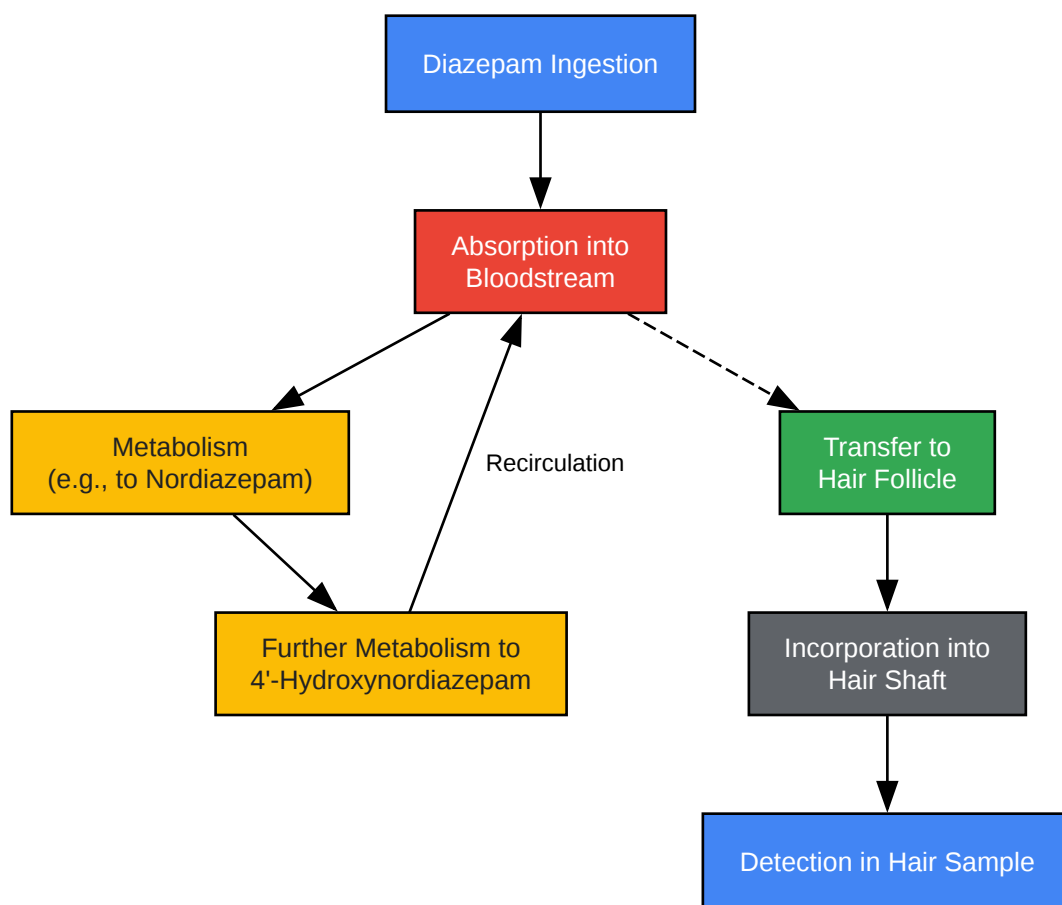 Diazepam Ingestion
Absorption into
Bloodstream
Metabolism
(e.g., to Nordiazepam)
Recirculation
Transfer to
Hair Follicle
Further Metabolism to
4'-Hydroxynordiazepam
Incorporation into
Hair Shaft
Detection in Hair Sample